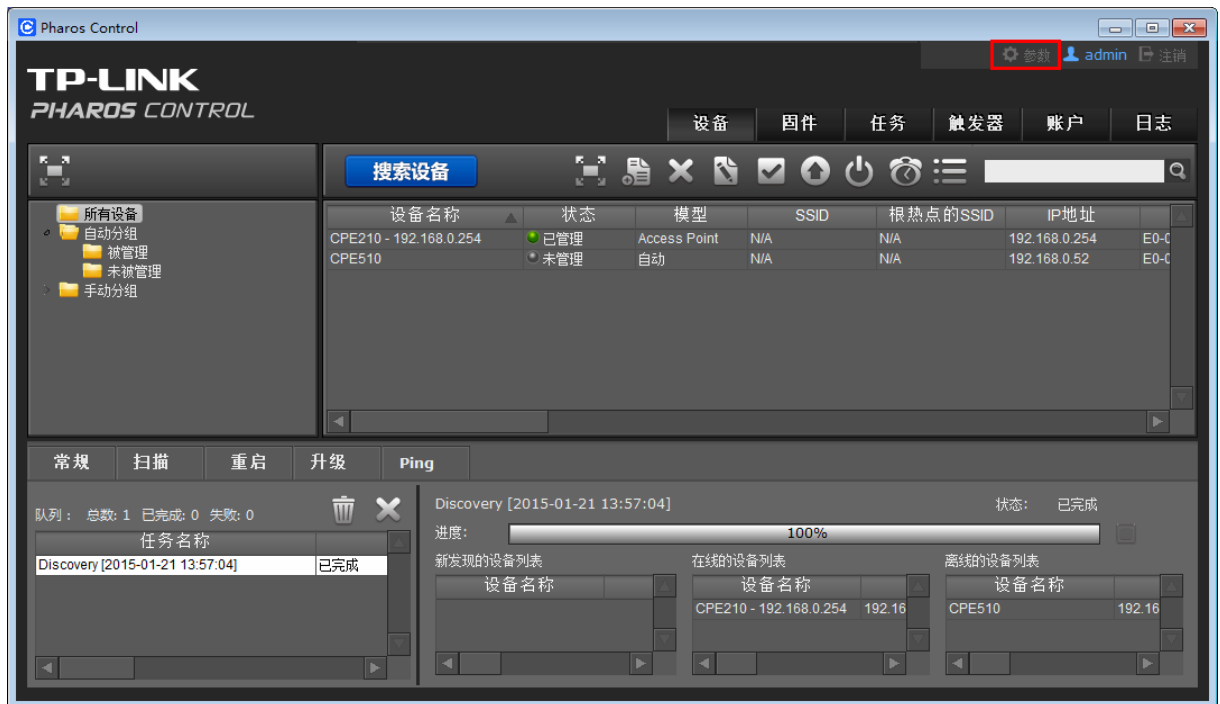 Pharos Control
参数 admin 注销
TP-LINK
PHAROS CONTROL
设备 固件 任务 触发器 账户 日志
搜索设备
所有设备
自动分组
被管理
未被管理
手动分组
设备名称 状态 模型 SSID 根热点的SSID IP地址
CPE210 - 192.168.0.254 已管理 Access Point N/A N/A 192.168.0.254 E0-C
CPE510 未管理 自动 N/A N/A 192.168.0.52 E0-C
常规 扫描 重启 升级 Ping
队列： 总数: 1 已完成: 0 失败: 0
任务名称
Discovery [2015-01-21 13:57:04] 已完成
Discovery [2015-01-21 13:57:04] 状态: 已完成
进度: 100%
新发现的设备列表 在线的设备列表 离线的设备列表
设备名称 设备名称 设备名称
CPE210 - 192.168.0.254 192.16 CPE510 192.16